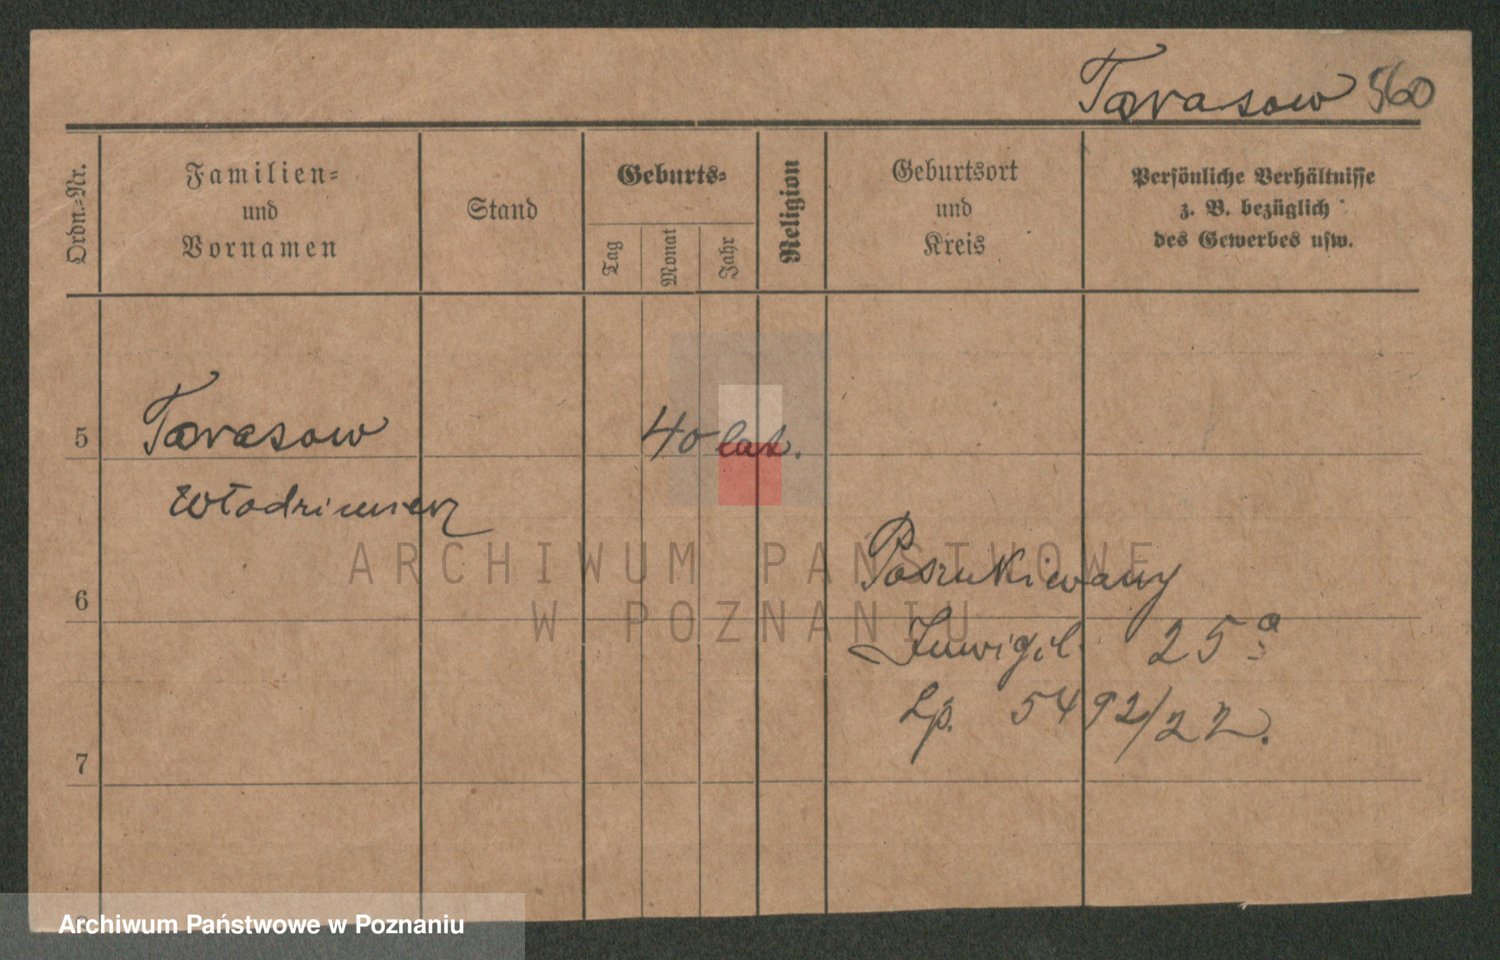 Tarasow 560
Ordn.-Nr.
Familien-
und
Vornamen
Stand
Geburts-
Tag
Monat
Jahr
Religion
Geburtsort
und
Kreis
Persönliche Verhältnisse
z. B. bezüglich
des Gewerbes usw.
5 Tarasow 40 lat.
Włodzimierz
Poszukiwany
6
Inwigil. 25 a
Lp. 5492/22.
7
ARCHIWUM PAŃSTWOWE
W POZNANIU
Archiwum Państwowe w Poznaniu